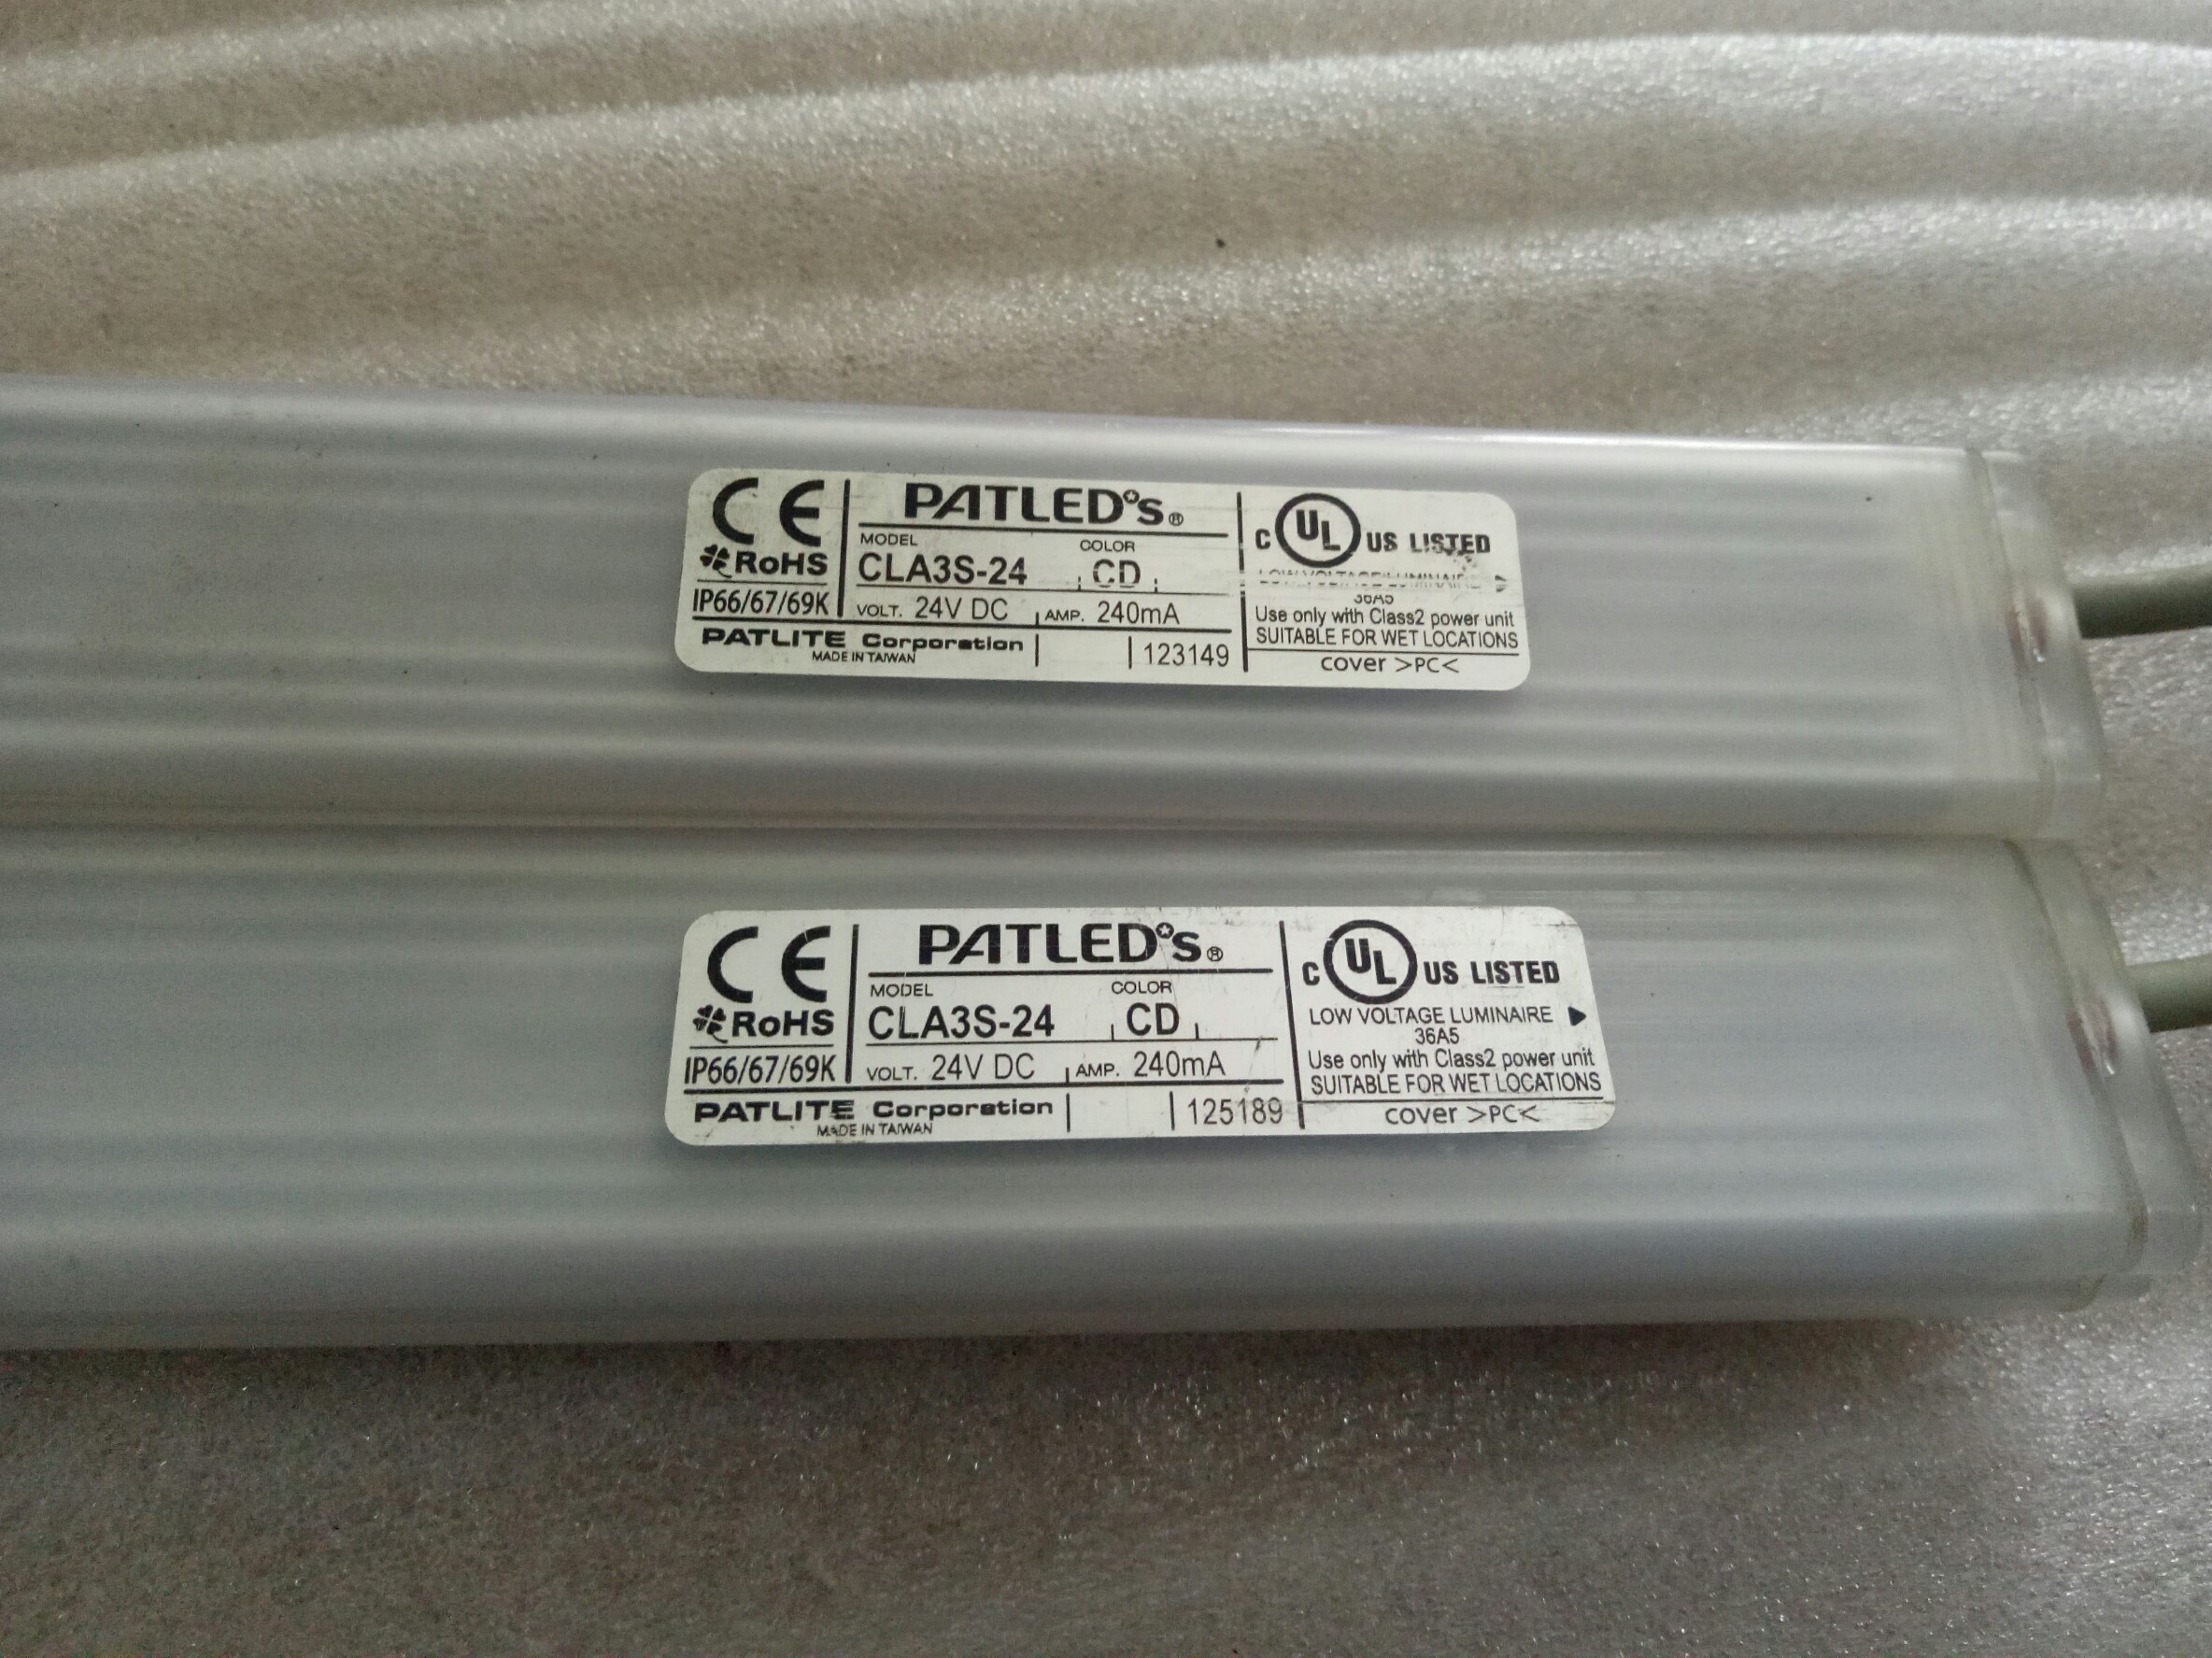 CE
RoHS
IP66/67/69K
PATLED's®
MODEL COLOR
CLA3S-24 CD
VOLT. 24V DC AMP. 240mA
PATLITE Corporation
MADE IN TAIWAN
123149
C UL US LISTED
LOW VOLTAGE LUMINAIRE
36A5
Use only with Class2 power unit
SUITABLE FOR WET LOCATIONS
cover >PC<
CE
RoHS
IP66/67/69K
PATLED's®
MODEL COLOR
CLA3S-24 CD
VOLT. 24V DC AMP. 240mA
PATLITE Corporation
MADE IN TAIWAN
125189
C UL US LISTED
LOW VOLTAGE LUMINAIRE
36A5
Use only with Class2 power unit
SUITABLE FOR WET LOCATIONS
cover >PC<